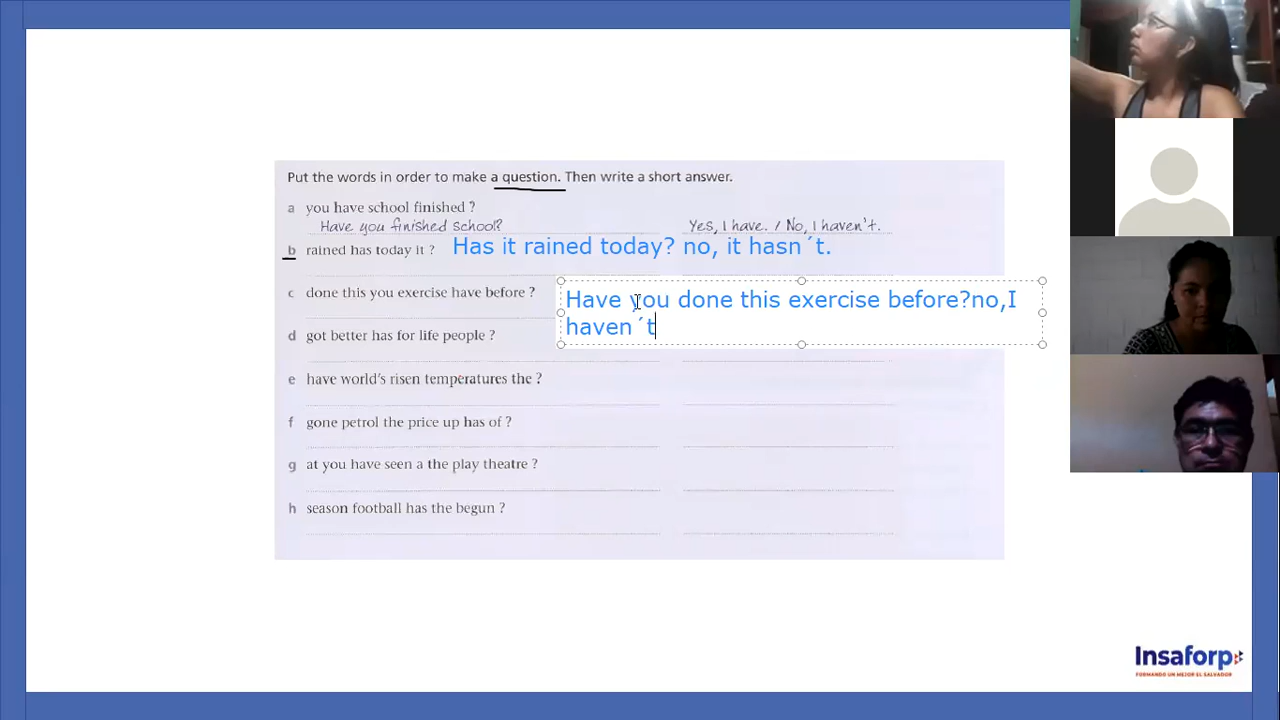 Put the words in order to make a question. Then write a short answer.
a you have school finished ?
Have you finished school? Yes, I have. / No, I haven't.
b rained has today it ? Has it rained today? no, it hasn´t.
c done this you exercise have before ? Have you done this exercise before?no,I
haven´t
d got better has for life people ?
e have world's risen temperatures the ?
f gone petrol the price up has of ?
g at you have seen a the play theatre ?
h season football has the begun ?
Insaforp
FORMANDO UN MEJOR EL SALVADOR